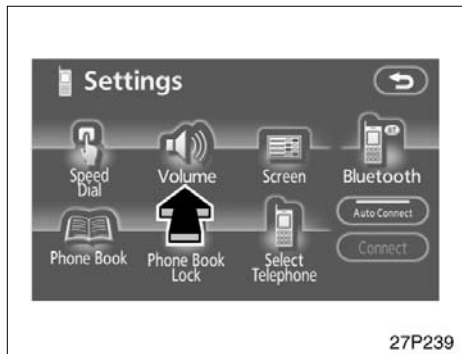 Settings
Speed
Dial
Volume
Screen
Bluetooth
Phone Book
Phone Book
Lock
Select
Telephone
Auto Connect
Connect
27P239